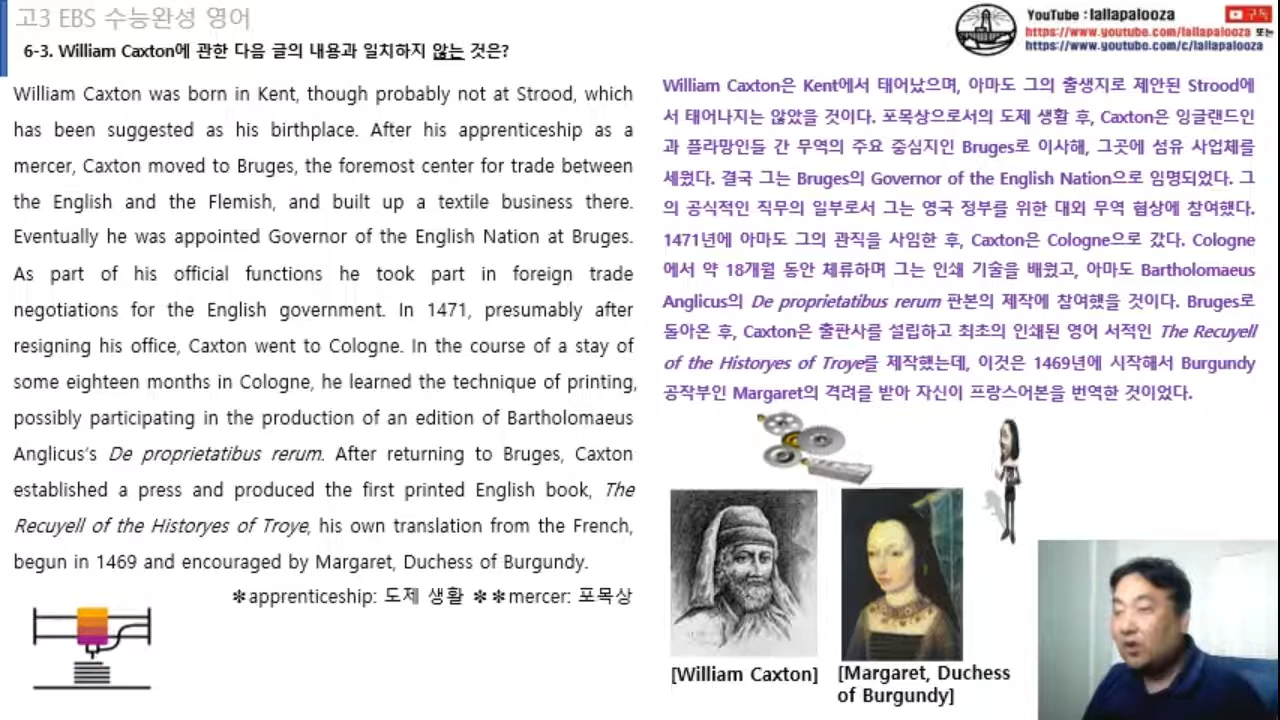 고3 EBS 수능완성 영어
6-3. William Caxton에 관한 다음 글의 내용과 일치하지 않는 것은?
YouTube : lallapalooza
구독
https://www.youtube.com/lallapalooza 또는
https://www.youtube.com/c/lallapalooza
William Caxton was born in Kent, though probably not at Strood, which
has been suggested as his birthplace. After his apprenticeship as a
mercer, Caxton moved to Bruges, the foremost center for trade between
the English and the Flemish, and built up a textile business there.
Eventually he was appointed Governor of the English Nation at Bruges.
As part of his official functions he took part in foreign trade
negotiations for the English government. In 1471, presumably after
resigning his office, Caxton went to Cologne. In the course of a stay of
some eighteen months in Cologne, he learned the technique of printing,
possibly participating in the production of an edition of Bartholomaeus
Anglicus's De proprietatibus rerum. After returning to Bruges, Caxton
established a press and produced the first printed English book, The
Recuyell of the Historyes of Troye, his own translation from the French,
begun in 1469 and encouraged by Margaret, Duchess of Burgundy.
✻apprenticeship: 도제 생활 ✻✻mercer: 포목상
William Caxton은 Kent에서 태어났으며, 아마도 그의 출생지로 제안된 Strood에
서 태어나지는 않았을 것이다. 포목상으로서의 도제 생활 후, Caxton은 잉글랜드인
과 플라망인들 간 무역의 주요 중심지인 Bruges로 이사해, 그곳에 섬유 사업체를
세웠다. 결국 그는 Bruges의 Governor of the English Nation으로 임명되었다. 그
의 공식적인 직무의 일부로서 그는 영국 정부를 위한 대외 무역 협상에 참여했다.
1471년에 아마도 그의 관직을 사임한 후, Caxton은 Cologne으로 갔다. Cologne
에서 약 18개월 동안 체류하며 그는 인쇄 기술을 배웠고, 아마도 Bartholomaeus
Anglicus의 De proprietatibus rerum 판본의 제작에 참여했을 것이다. Bruges로
돌아온 후, Caxton은 출판사를 설립하고 최초의 인쇄된 영어 서적인 The Recuyell
of the Historyes of Troye를 제작했는데, 이것은 1469년에 시작해서 Burgundy
공작부인 Margaret의 격려를 받아 자신이 프랑스어본을 번역한 것이었다.
[William Caxton]
[Margaret, Duchess
of Burgundy]